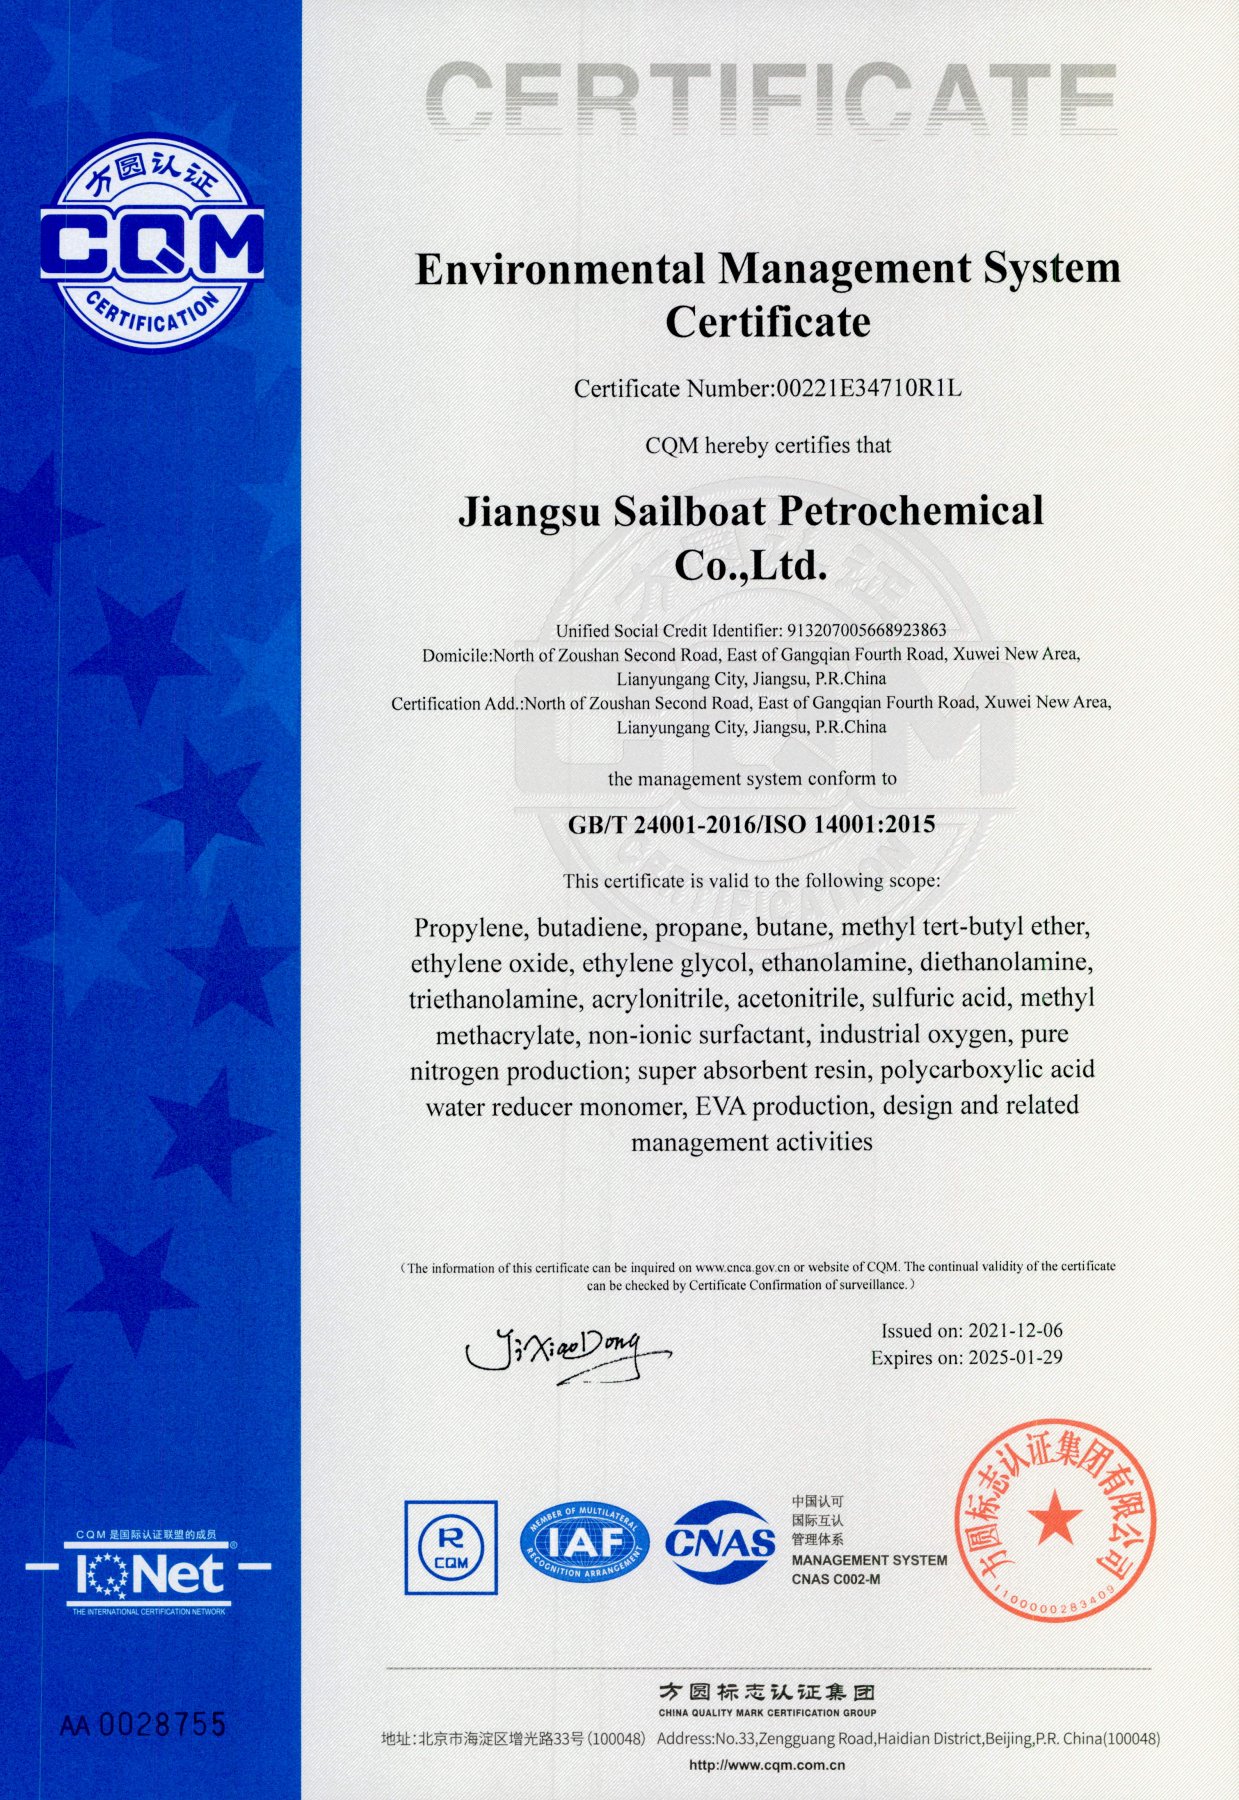 CERTIFICATE
方圆认证
CQM
CERTIFICATION
Environmental Management System
Certificate
Certificate Number:00221E34710R1L
CQM hereby certifies that
Jiangsu Sailboat Petrochemical
Co.,Ltd.
Unified Social Credit Identifier: 913207005668923863
Domicile:North of Zoushan Second Road, East of Gangqian Fourth Road, Xuwei New Area,
Lianyungang City, Jiangsu, P.R.China
Certification Add.:North of Zoushan Second Road, East of Gangqian Fourth Road, Xuwei New Area,
Lianyungang City, Jiangsu, P.R.China
the management system conform to
GB/T 24001-2016/ISO 14001:2015
This certificate is valid to the following scope:
Propylene, butadiene, propane, butane, methyl tert-butyl ether,
ethylene oxide, ethylene glycol, ethanolamine, diethanolamine,
triethanolamine, acrylonitrile, acetonitrile, sulfuric acid, methyl
methacrylate, non-ionic surfactant, industrial oxygen, pure
nitrogen production; super absorbent resin, polycarboxylic acid
water reducer monomer, EVA production, design and related
management activities
(The information of this certificate can be inquired on www.cnca.gov.cn or website of CQM. The continual validity of the certificate
can be checked by Certificate Confirmation of surveillance.)
Ji XiaoDong
Issued on: 2021-12-06
Expires on: 2025-01-29
R
CQM
MEMBER OF MULTILATERAL
IAF
RECOGNITION ARRANGEMENT
CNAS
中国认可
国际互认
管理体系
MANAGEMENT SYSTEM
CNAS C002-M
方圆标志认证集团有限公司
1100000283409
CQM 是国际认证联盟的成员
IQNet®
THE INTERNATIONAL CERTIFICATION NETWORK
AA 0028755
方圆标志认证集团
CHINA QUALITY MARK CERTIFICATION GROUP
地址:北京市海淀区增光路33号(100048) Address:No.33,Zengguang Road,Haidian District,Beijing,P.R. China(100048)
http://www.cqm.com.cn